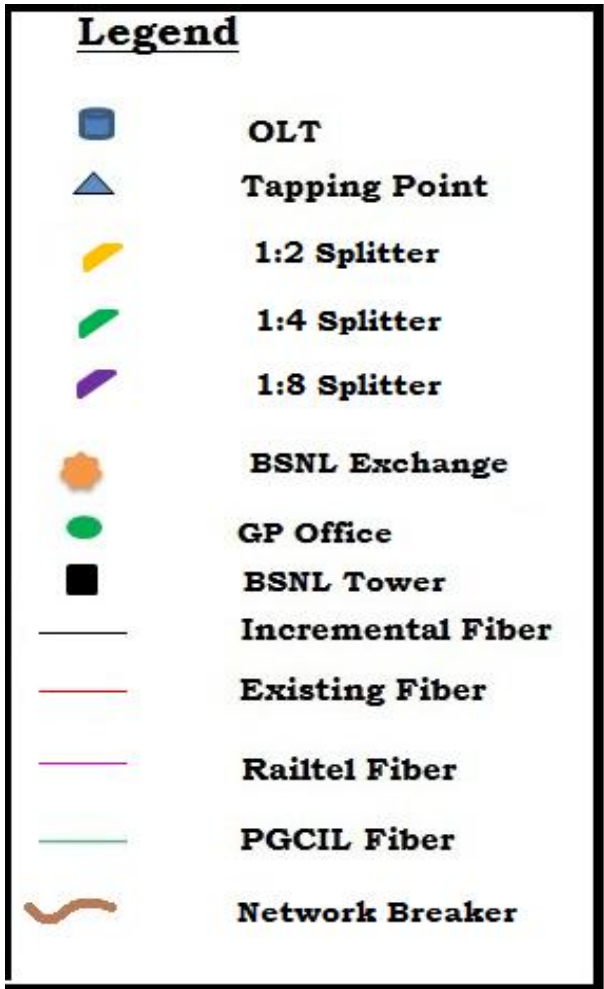 Legend
OLT
Tapping Point
1:2 Splitter
1:4 Splitter
1:8 Splitter
BSNL Exchange
GP Office
BSNL Tower
Incremental Fiber
Existing Fiber
Railtel Fiber
PGCIL Fiber
Network Breaker